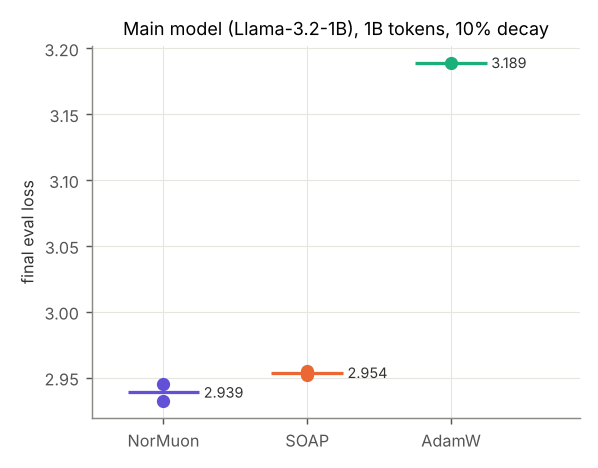 Main model (Llama-3.2-1B), 1B tokens, 10% decay
3.20
3.189
3.15
3.10
final eval loss
3.05
3.00
2.95
2.954
2.939
NorMuon
SOAP
AdamW